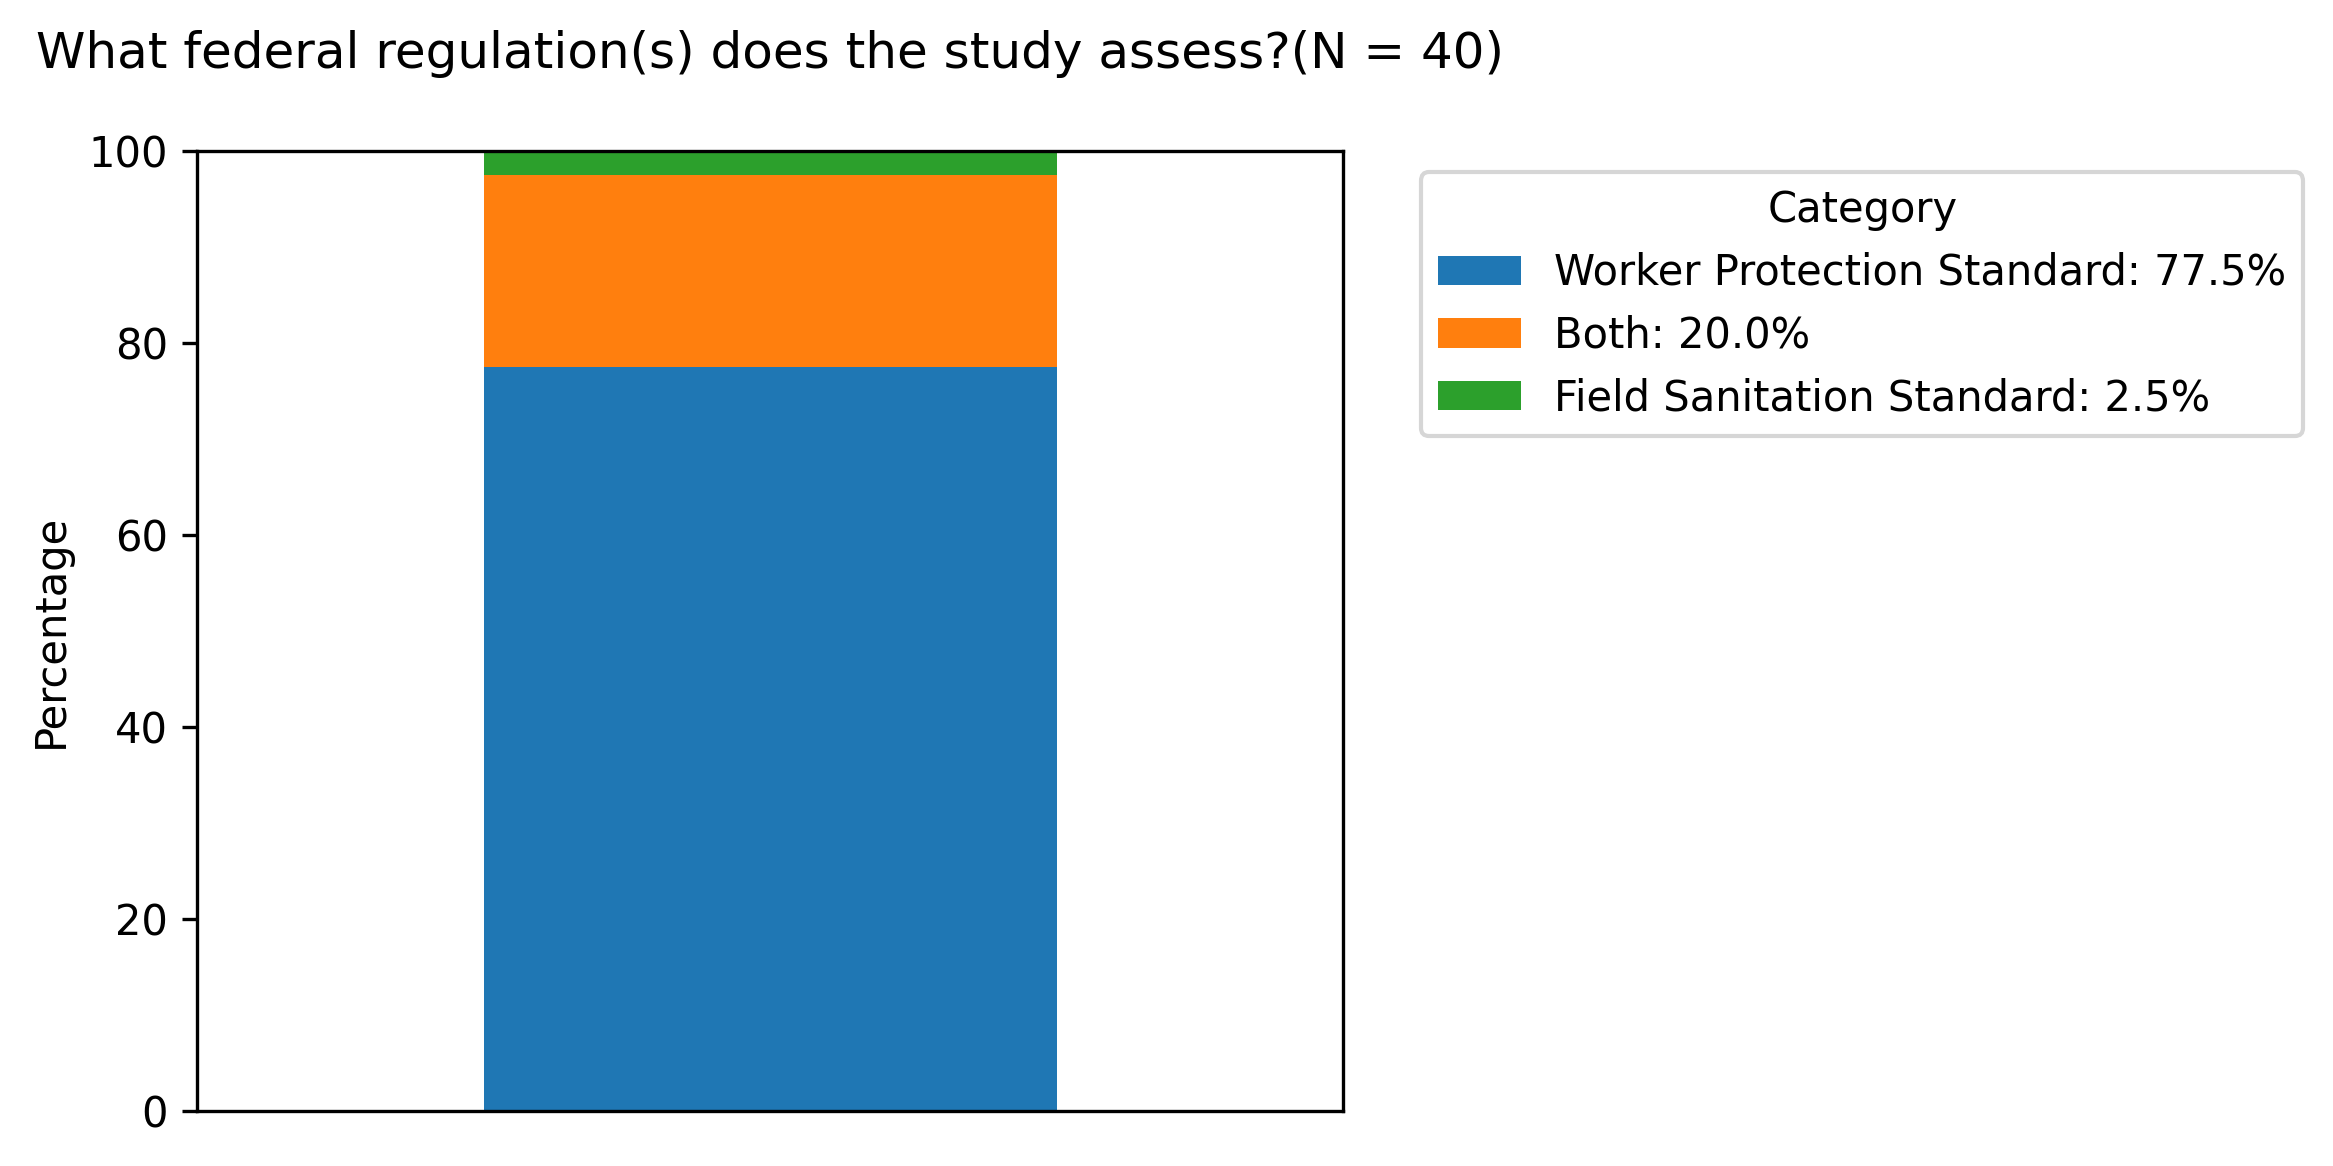 What federal regulation(s) does the study assess?(N = 40)
100
80
60
40
20
0
Percentage
Category
Worker Protection Standard: 77.5%
Both: 20.0%
Field Sanitation Standard: 2.5%